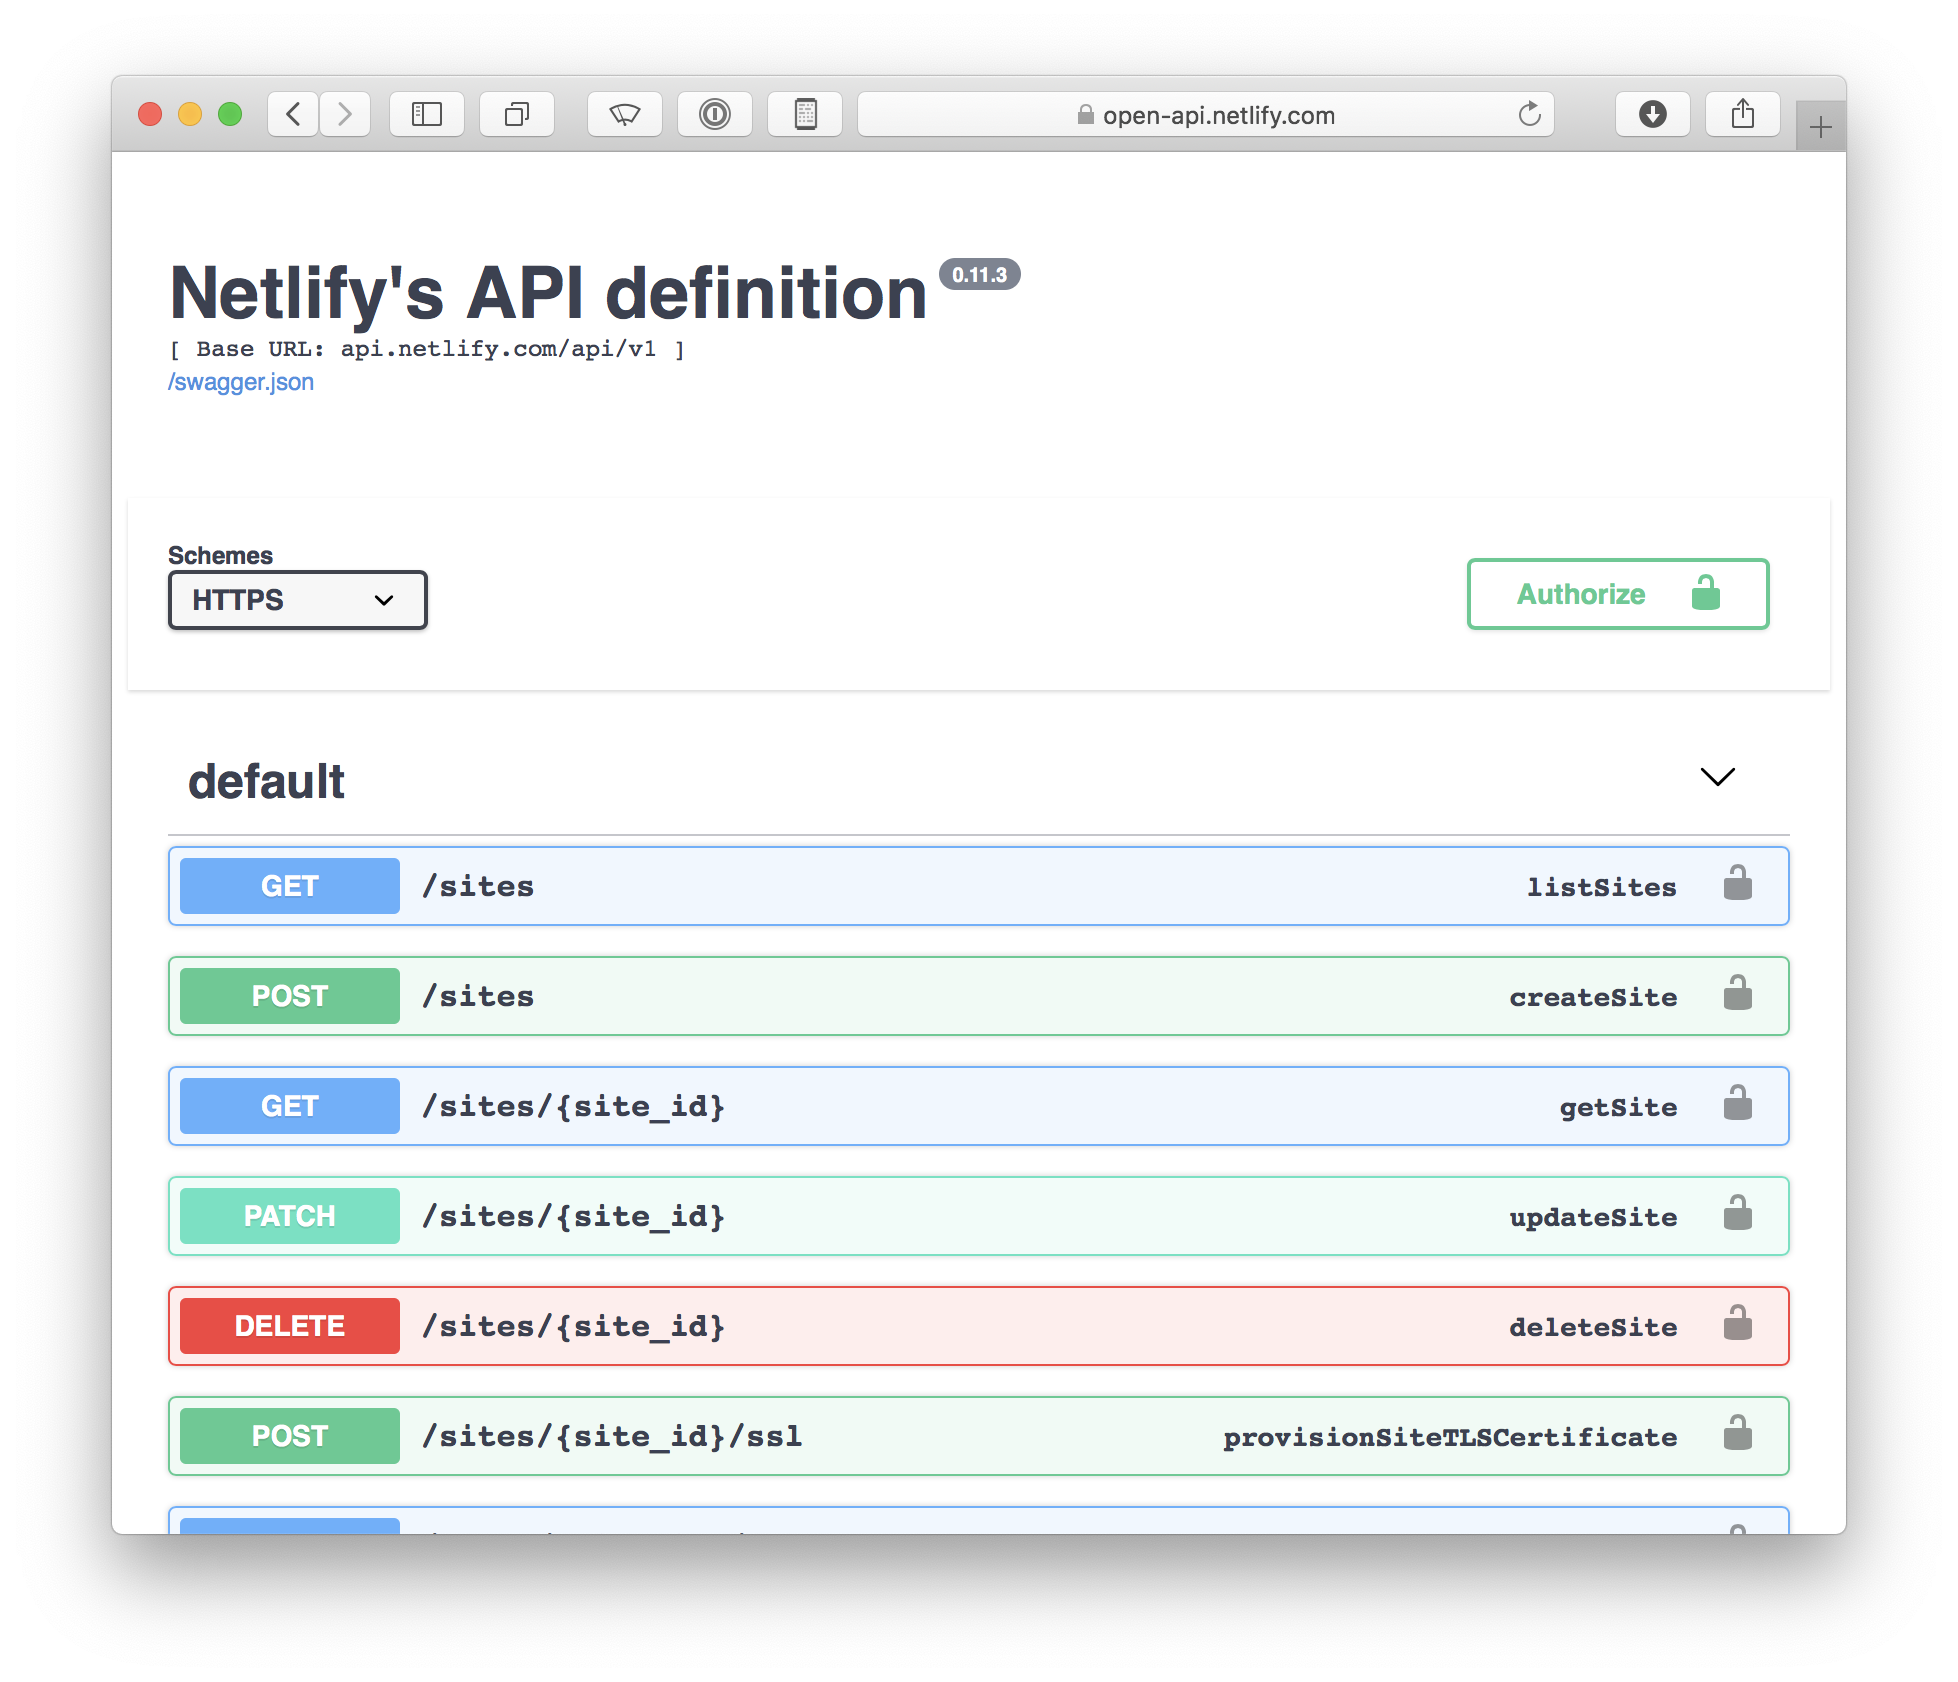 open-api.netlify.com
Netlify's API definition 0.11.3
[ Base URL: api.netlify.com/api/v1 ]
/swagger.json
Schemes
HTTPS
Authorize
default
GET /sites listSites
POST /sites createSite
GET /sites/{site_id} getSite
PATCH /sites/{site_id} updateSite
DELETE /sites/{site_id} deleteSite
POST /sites/{site_id}/ssl provisionSiteTLSCertificate